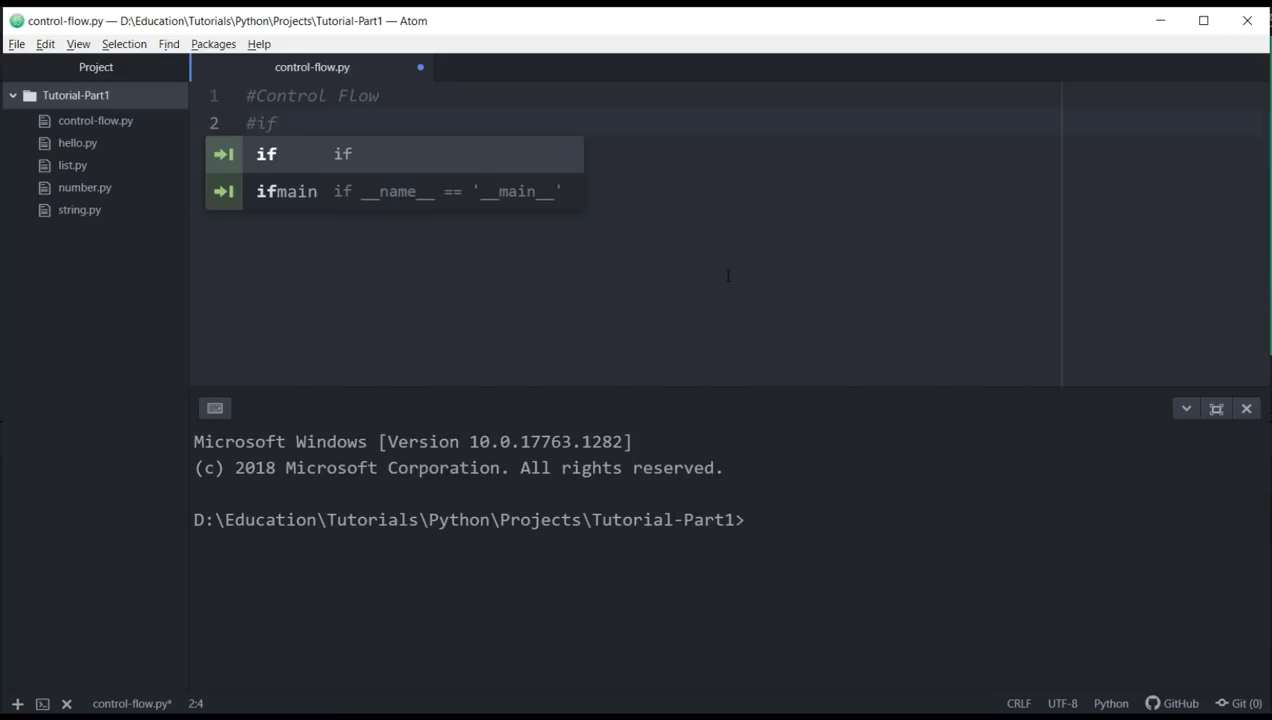 control-flow.py — D:\Education\Tutorials\Python\Projects\Tutorial-Part1 — Atom
File Edit View Selection Find Packages Help
Project
control-flow.py
Tutorial-Part1
control-flow.py
hello.py
list.py
number.py
string.py
1 #Control Flow
2 #if
if if
ifmain if __name__ == '__main__'
Microsoft Windows [Version 10.0.17763.1282]
(c) 2018 Microsoft Corporation. All rights reserved.
D:\Education\Tutorials\Python\Projects\Tutorial-Part1>
control-flow.py* 2:4 CRLF UTF-8 Python GitHub Git (0)